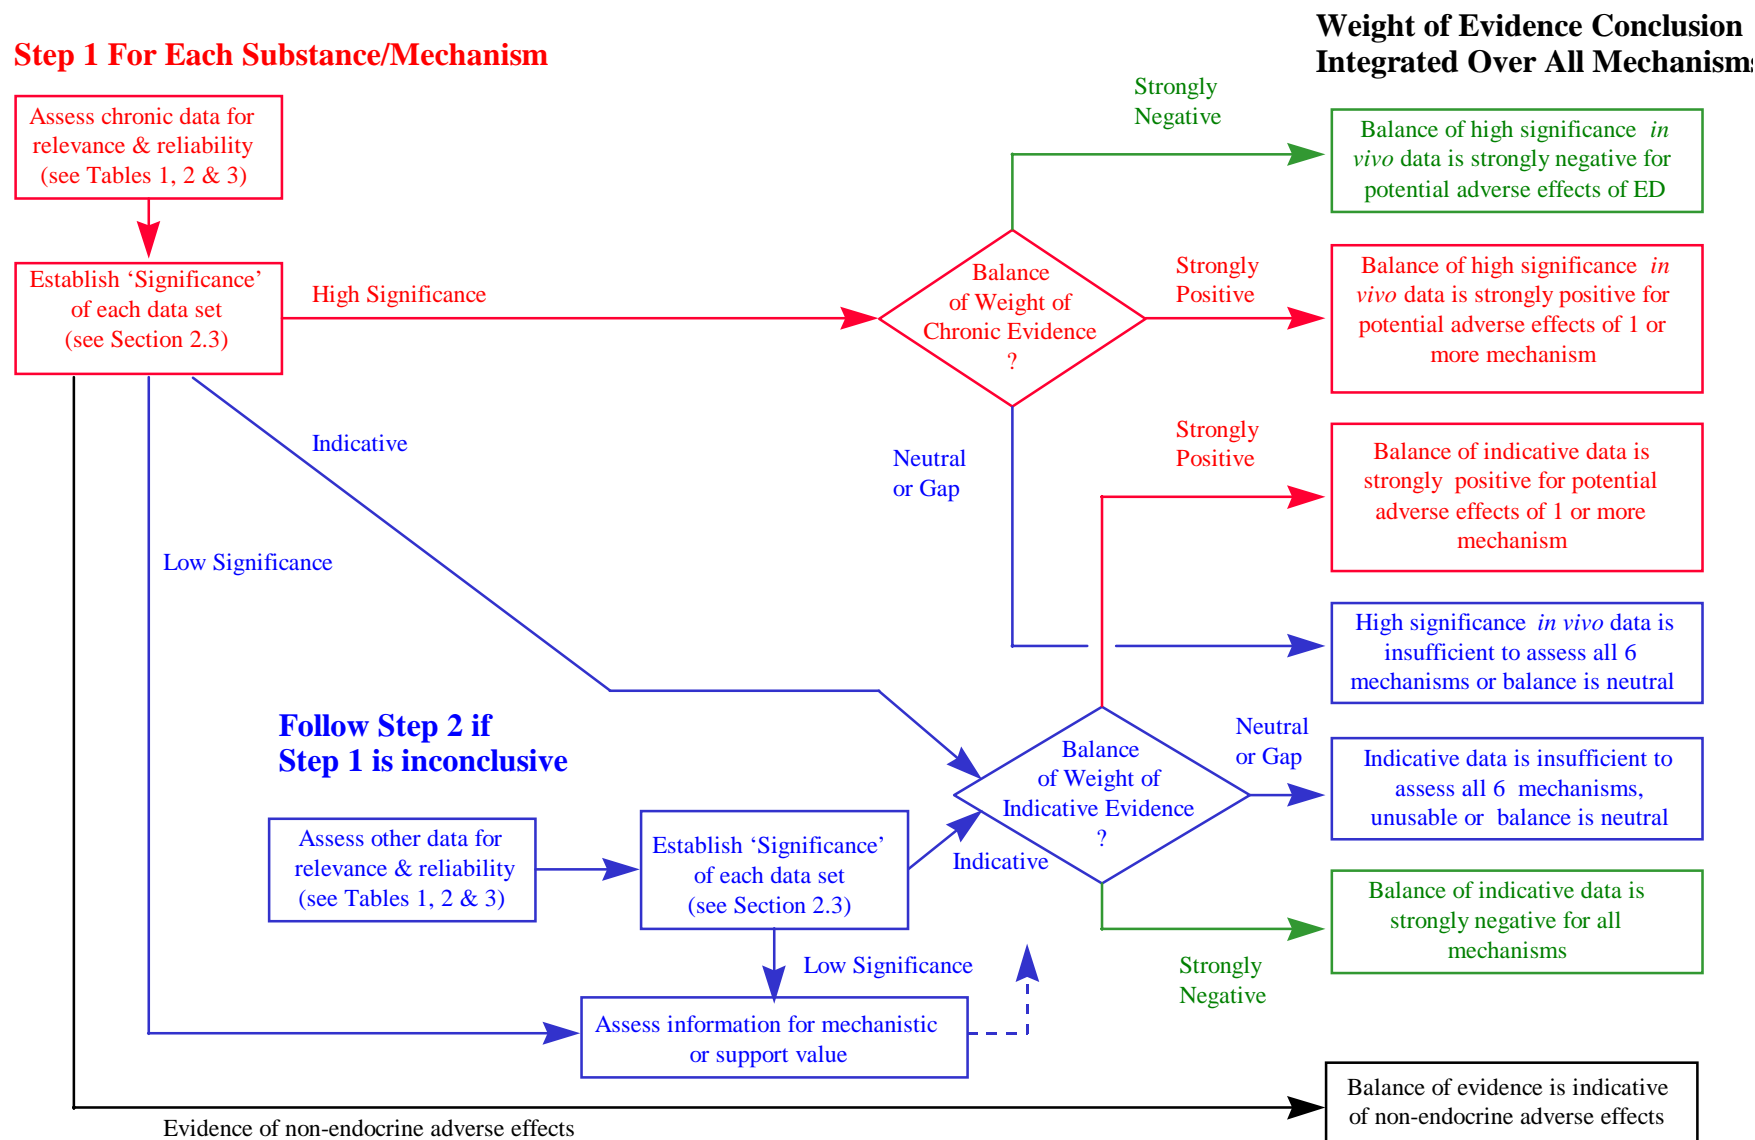 Weight of Evidence Conclusion
Integrated Over All Mechanisms
Step 1 For Each Substance/Mechanism
Assess chronic data for
relevance & reliability
(see Tables 1, 2 & 3)
Establish ‘Significance’
of each data set
(see Section 2.3)
High Significance
Indicative
Low Significance
Balance
of Weight of
Chronic Evidence
?
Strongly
Negative
Strongly
Positive
Neutral
or Gap
Balance of high significance in
vivo data is strongly negative for
potential adverse effects of ED
Balance of high significance in
vivo data is strongly positive for
potential adverse effects of 1 or
more mechanism
Strongly
Positive
Balance of indicative data is
strongly positive for potential
adverse effects of 1 or more
mechanism
High significance in vivo data is
insufficient to assess all 6
mechanisms or balance is neutral
Follow Step 2 if
Step 1 is inconclusive
Assess other data for
relevance & reliability
(see Tables 1, 2 & 3)
Establish ‘Significance’
of each data set
(see Section 2.3)
Indicative
Low Significance
Balance
of Weight of
Indicative Evidence
?
Neutral
or Gap
Indicative data is insufficient to
assess all 6 mechanisms,
unusable or balance is neutral
Strongly
Negative
Balance of indicative data is
strongly negative for all
mechanisms
Assess information for mechanistic
or support value
Evidence of non-endocrine adverse effects
Balance of evidence is indicative
of non-endocrine adverse effects